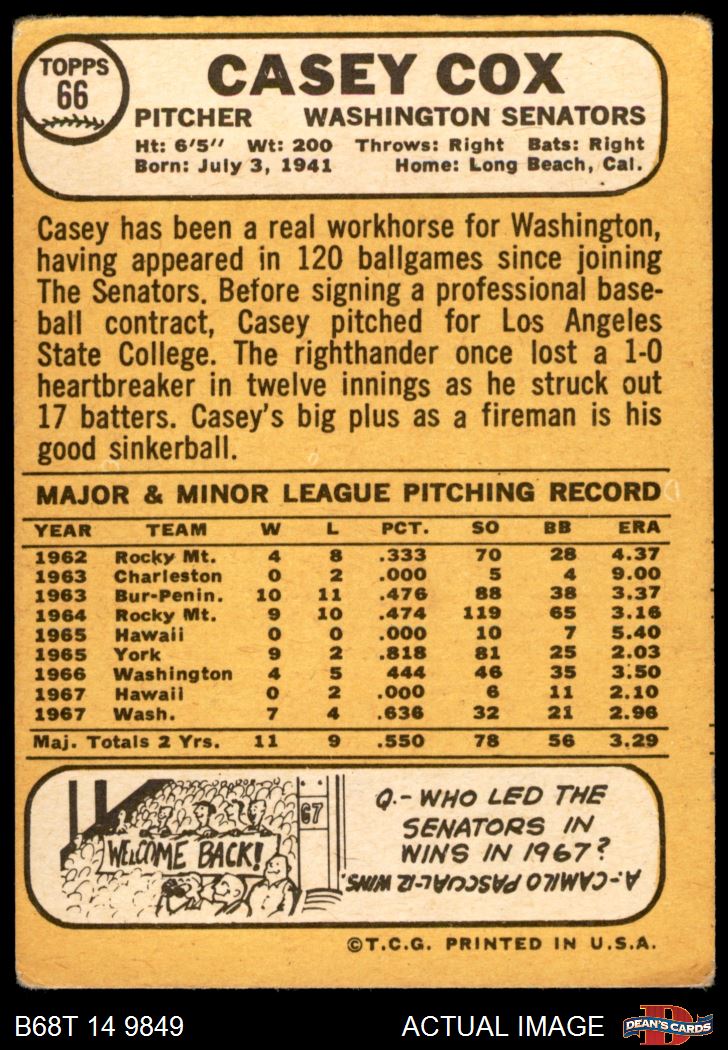 TOPPS
66
CASEY COX
PITCHER WASHINGTON SENATORS
Ht: 6'5" Wt: 200 Throws: Right Bats: Right
Born: July 3, 1941 Home: Long Beach, Cal.
Casey has been a real workhorse for Washington,
having appeared in 120 ballgames since joining
The Senators. Before signing a professional base-
ball contract, Casey pitched for Los Angeles
State College. The righthander once lost a 1-0
heartbreaker in twelve innings as he struck out
17 batters. Casey's big plus as a fireman is his
good sinkerball.
MAJOR & MINOR LEAGUE PITCHING RECORD
YEAR TEAM W L PCT. SO BB ERA
1962 Rocky Mt. 4 8 .333 70 28 4.37
1963 Charleston 0 2 .000 5 4 9.00
1963 Bur-Penin. 10 11 .476 88 38 3.37
1964 Rocky Mt. 9 10 .474 119 65 3.16
1965 Hawaii 0 0 .000 10 7 5.40
1965 York 9 2 .818 81 25 2.03
1966 Washington 4 5 444 46 35 3.50
1967 Hawaii 0 2 .000 6 11 2.10
1967 Wash. 7 4 .636 32 21 2.96
Maj. Totals 2 Yrs. 11 9 .550 78 56 3.29
67
WELCOME BACK!
Q.- WHO LED THE
SENATORS IN
WINS IN 1967?
A.- CAMILO PASCUAL-12 WINS.
©T.C.G. PRINTED IN U.S.A.
B68T 14 9849 ACTUAL IMAGE
D
DEAN'S CARDS